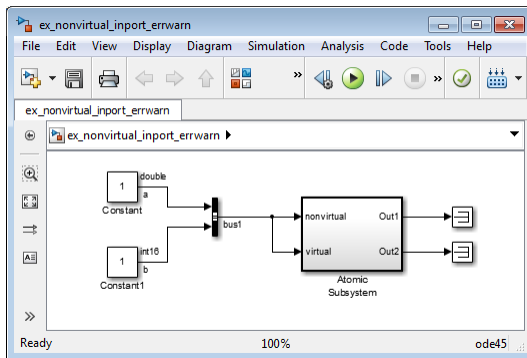 ex_nonvirtual_inport_errwarn
File Edit View Display Diagram Simulation Analysis Code Tools Help
» »
ex_nonvirtual_inport_errwarn
ex_nonvirtual_inport_errwarn
1
double
a
Constant
bus1
nonvirtual Out1
virtual Out2
1
int16
b
Constant1
Atomic
Subsystem
»
Ready 100% ode45